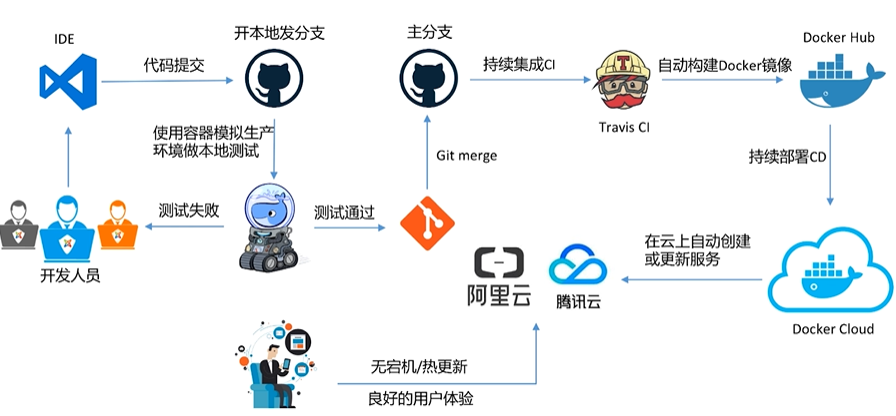 IDE
开本地发分支
主分支
Docker Hub
代码提交
持续集成CI
自动构建Docker镜像
T
Travis CI
使用容器模拟生产
环境做本地测试
Git merge
持续部署CD
测试失败
测试通过
开发人员
在云上自动创建
或更新服务
阿里云
腾讯云
Docker Cloud
无宕机/热更新
良好的用户体验